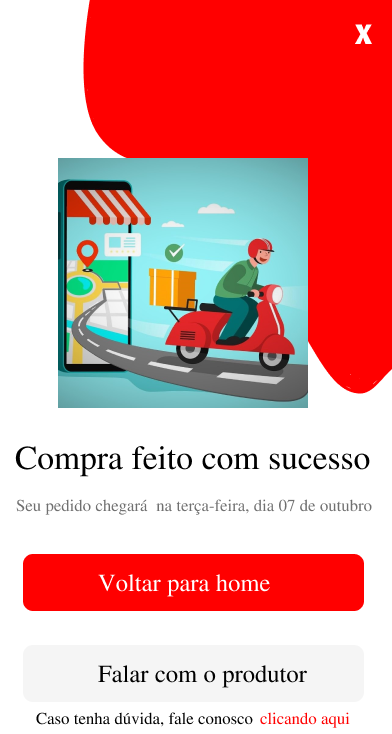 X
Compra feito com sucesso
Seu pedido chegará na terça-feira, dia 07 de outubro
Voltar para home
Falar com o produtor
Caso tenha dúvida, fale conosco clicando aqui